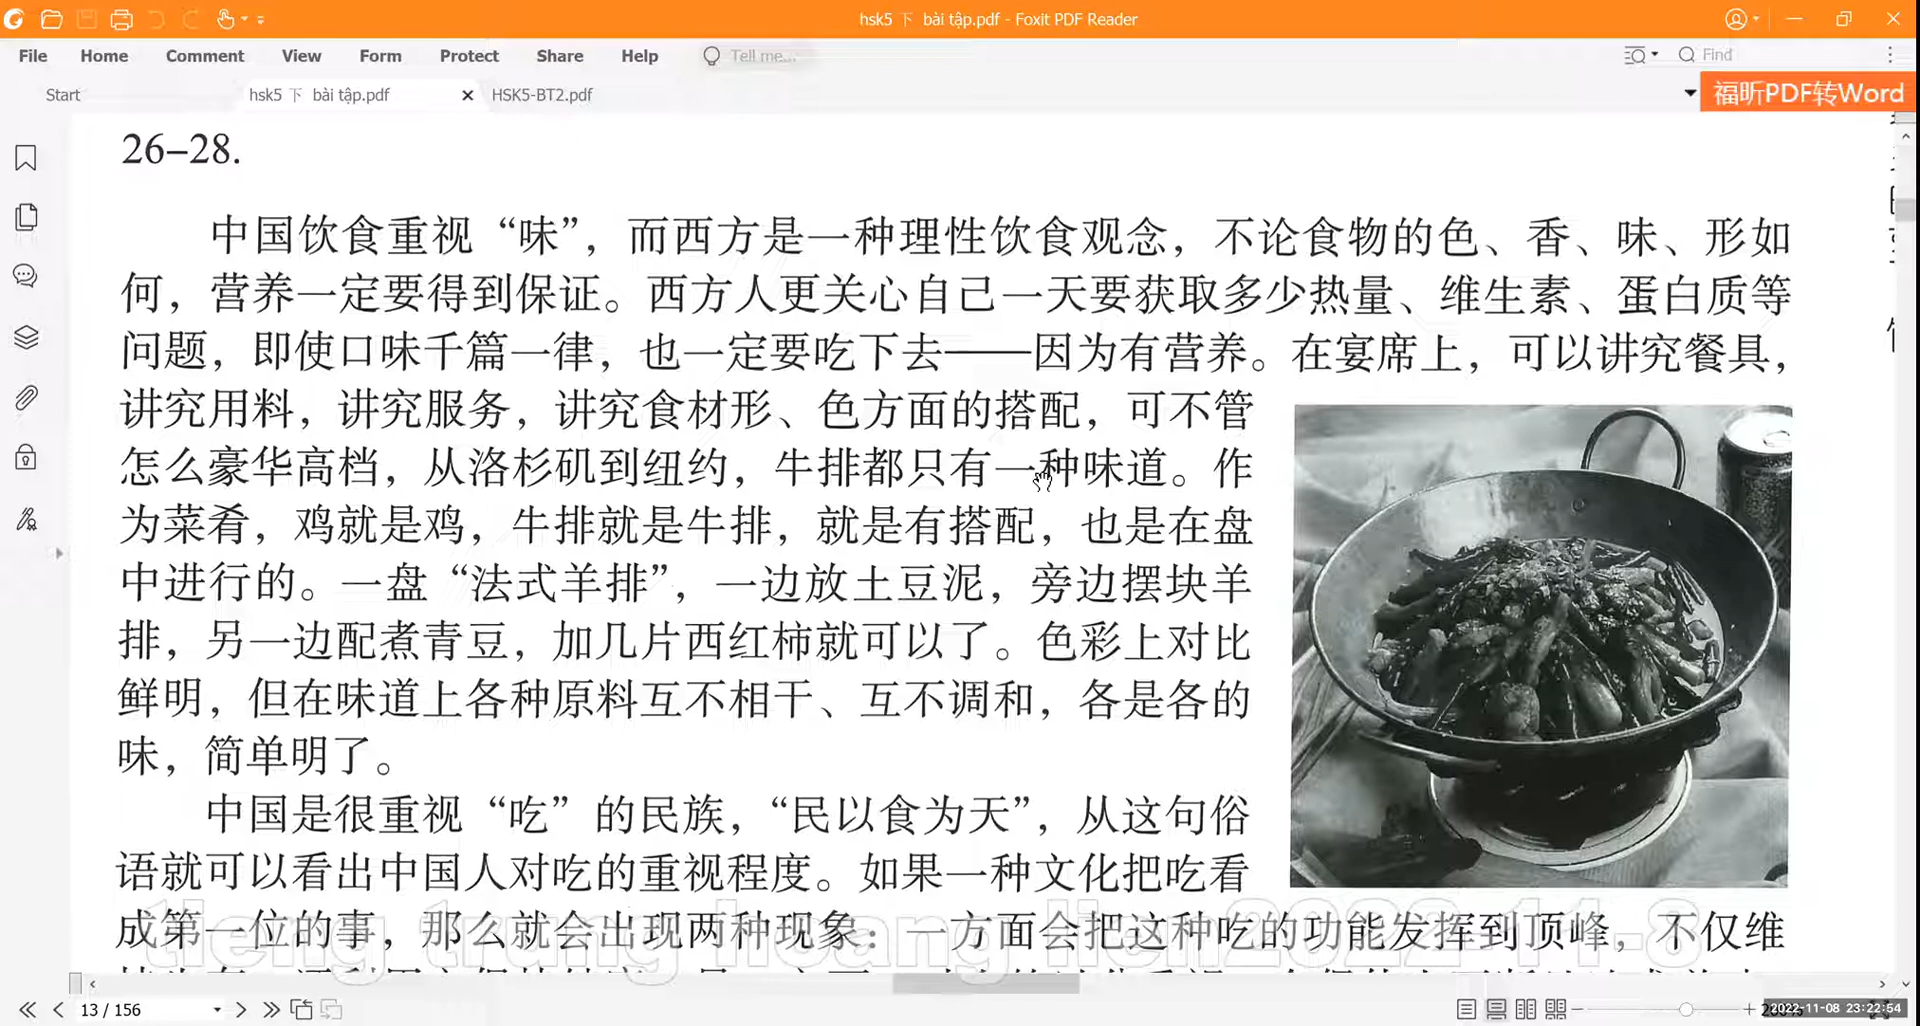 hsk5 下 bài tập.pdf - Foxit PDF Reader
File Home Comment View Form Protect Share Help Tell me... Find
Start hsk5 下 bài tập.pdf HSK5-BT2.pdf 福昕PDF转Word
26–28.
中国饮食重视“味”，而西方是一种理性饮食观念，不论食物的色、香、味、形如
何，营养一定要得到保证。西方人更关心自己一天要获取多少热量、维生素、蛋白质等
问题，即使口味千篇一律，也一定要吃下去——因为有营养。在宴席上，可以讲究餐具，
讲究用料，讲究服务，讲究食材形、色方面的搭配，可不管
怎么豪华高档，从洛杉矶到纽约，牛排都只有一种味道。作
为菜肴，鸡就是鸡，牛排就是牛排，就是有搭配，也是在盘
中进行的。一盘“法式羊排”，一边放土豆泥，旁边摆块羊
排，另一边配煮青豆，加几片西红柿就可以了。色彩上对比
鲜明，但在味道上各种原料互不相干、互不调和，各是各的
味，简单明了。
中国是很重视“吃”的民族，“民以食为天”，从这句俗
语就可以看出中国人对吃的重视程度。如果一种文化把吃看
成第一位的事，那么就会出现两种现象：一方面会把这种吃的功能发挥到顶峰，不仅维
tieng trung hoang lien2022-11-8
13 / 156
2022-11-08 23:22:54